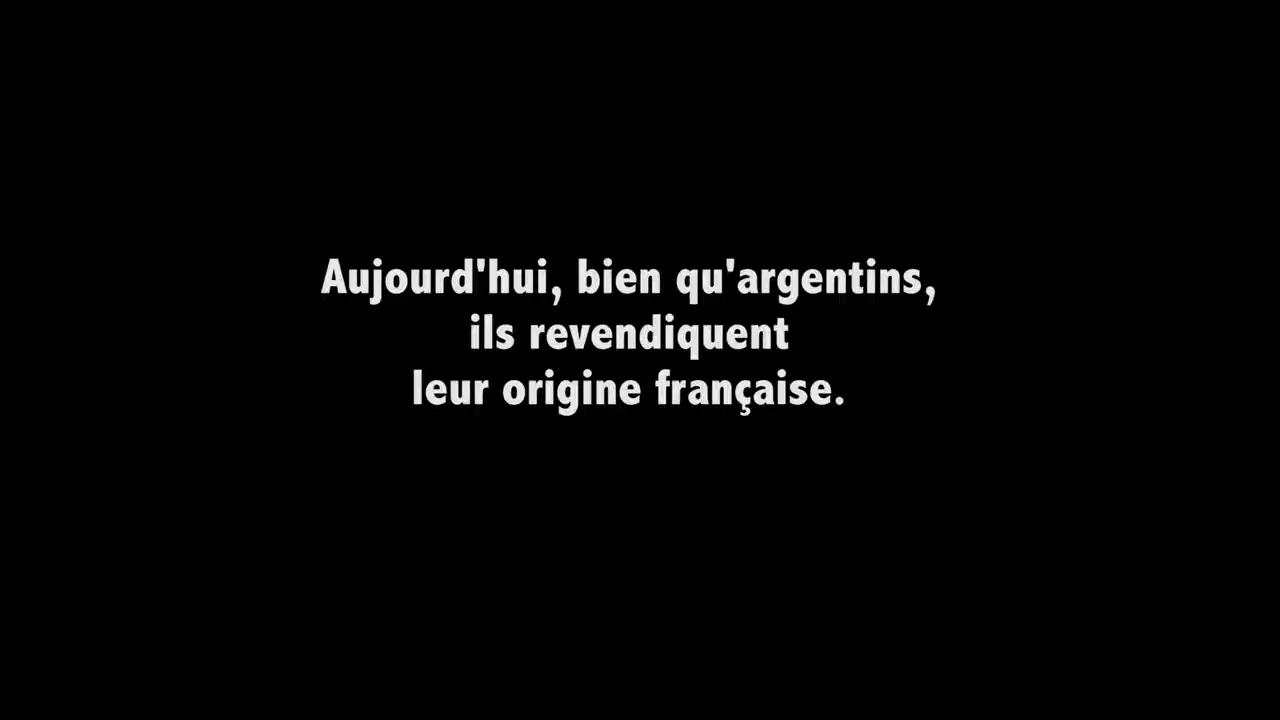 Aujourd'hui, bien qu'argentins,
ils revendiquent
leur origine française.